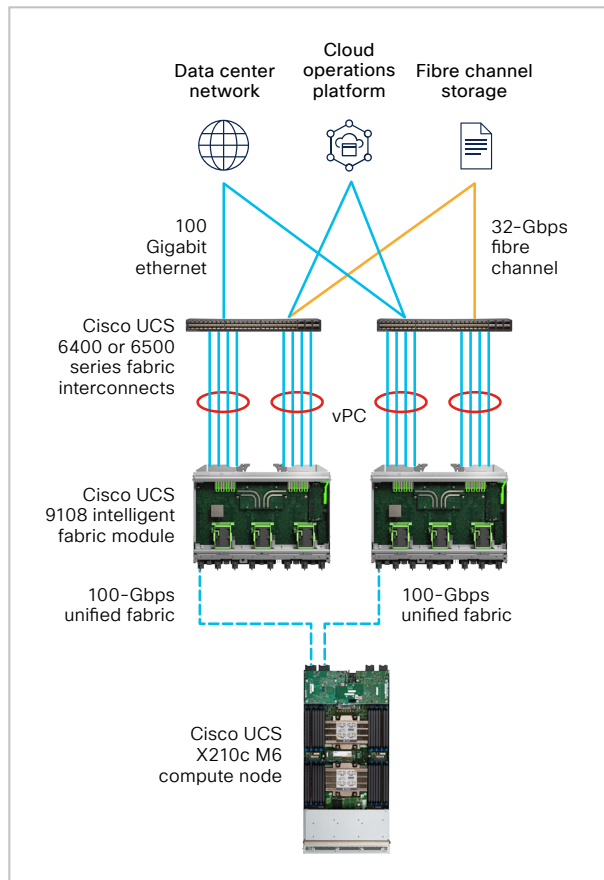 Data center
network
Cloud
operations
platform
Fibre channel
storage
100
Gigabit
ethernet
32-Gbps
fibre
channel
Cisco UCS
6400 or 6500
series fabric
interconnects
vPC
Cisco UCS
9108 intelligent
fabric module
100-Gbps
unified fabric
100-Gbps
unified fabric
Cisco UCS
X210c M6
compute node